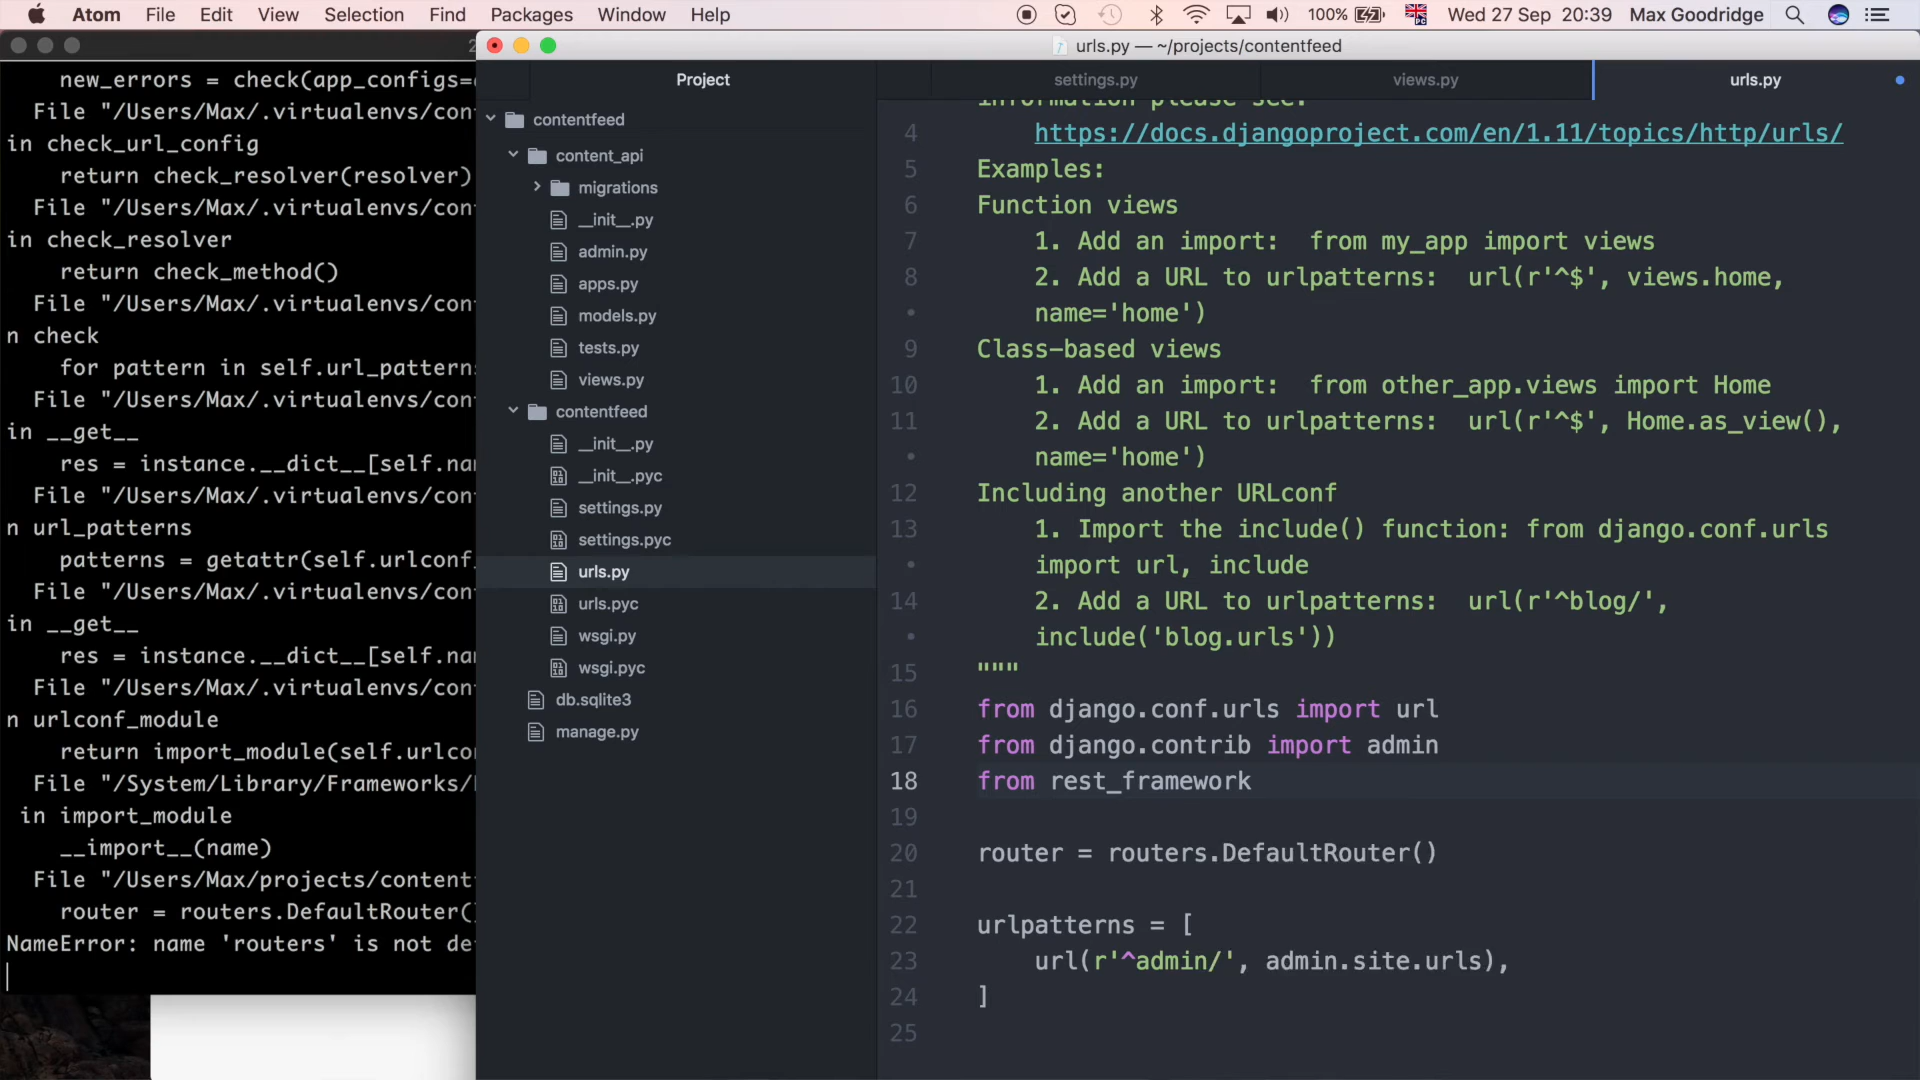 Atom File Edit View Selection Find Packages Window Help 100% Wed 27 Sep 20:39 Max Goodridge
urls.py — ~/projects/contentfeed
new_errors = check(app_configs=
File "/Users/Max/.virtualenvs/con
in check_url_config
return check_resolver(resolver)
File "/Users/Max/.virtualenvs/con
in check_resolver
return check_method()
File "/Users/Max/.virtualenvs/con
n check
for pattern in self.url_pattern
File "/Users/Max/.virtualenvs/con
in __get__
res = instance.__dict__[self.na
File "/Users/Max/.virtualenvs/con
n url_patterns
patterns = getattr(self.urlconf
File "/Users/Max/.virtualenvs/con
in __get__
res = instance.__dict__[self.na
File "/Users/Max/.virtualenvs/con
n urlconf_module
return import_module(self.urlco
File "/System/Library/Frameworks/
in import_module
__import__(name)
File "/Users/Max/projects/content
router = routers.DefaultRouter(
NameError: name 'routers' is not de
Project
contentfeed
content_api
migrations
__init__.py
admin.py
apps.py
models.py
tests.py
views.py
contentfeed
__init__.py
__init__.pyc
settings.py
settings.pyc
urls.py
urls.pyc
wsgi.py
wsgi.pyc
db.sqlite3
manage.py
settings.py views.py urls.py
information please see:
4 https://docs.djangoproject.com/en/1.11/topics/http/urls/
5 Examples:
6 Function views
7 1. Add an import:  from my_app import views
8 2. Add a URL to urlpatterns:  url(r'^$', views.home,
• name='home')
9 Class-based views
10 1. Add an import:  from other_app.views import Home
11 2. Add a URL to urlpatterns:  url(r'^$', Home.as_view(),
• name='home')
12 Including another URLconf
13 1. Import the include() function: from django.conf.urls
• import url, include
14 2. Add a URL to urlpatterns:  url(r'^blog/',
• include('blog.urls'))
15 """
16 from django.conf.urls import url
17 from django.contrib import admin
18 from rest_framework
19
20 router = routers.DefaultRouter()
21
22 urlpatterns = [
23 url(r'^admin/', admin.site.urls),
24 ]
25